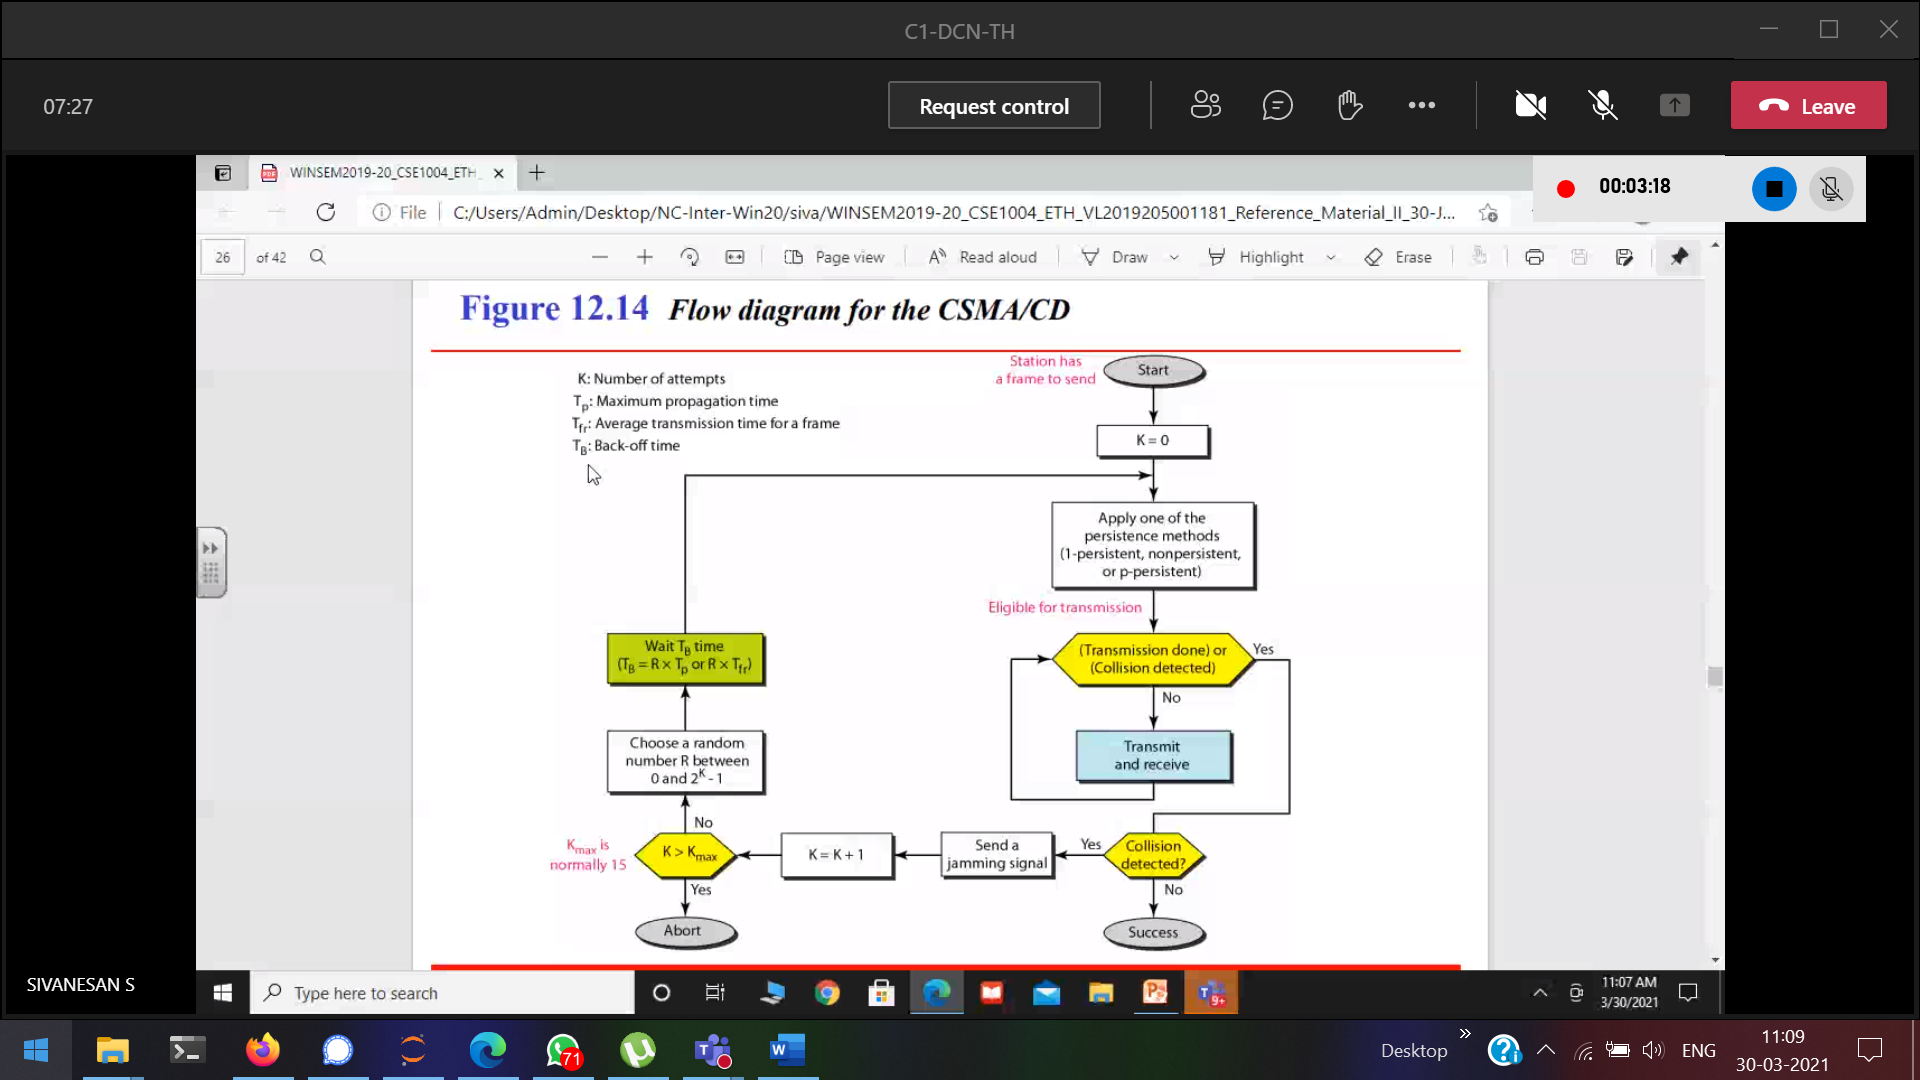 C1-DCN-TH
07:27
Request control
Leave
WINSEM2019-20_CSE1004_ETH_
00:03:18
File
C:/Users/Admin/Desktop/NC-Inter-Win20/siva/WINSEM2019-20_CSE1004_ETH_VL2019205001181_Reference_Material_II_30-J...
26 of 42
Page view
Read aloud
Draw
Highlight
Erase
Figure 12.14 Flow diagram for the CSMA/CD
K: Number of attempts
Tp: Maximum propagation time
Tfr: Average transmission time for a frame
TB: Back-off time
Station has
a frame to send
Start
K = 0
Apply one of the
persistence methods
(1-persistent, nonpersistent,
or p-persistent)
Eligible for transmission
(Transmission done) or
(Collision detected)
Yes
No
Transmit
and receive
Wait TB time
(TB = R × Tp or R × Tfr)
Choose a random
number R between
0 and 2^K - 1
No
Kmax is
normally 15
K > Kmax
K = K + 1
Send a
jamming signal
Yes
Collision
detected?
Yes
No
Abort
Success
SIVANESAN S
Type here to search
9+
11:07 AM
3/30/2021
71
Desktop
ENG
11:09
30-03-2021